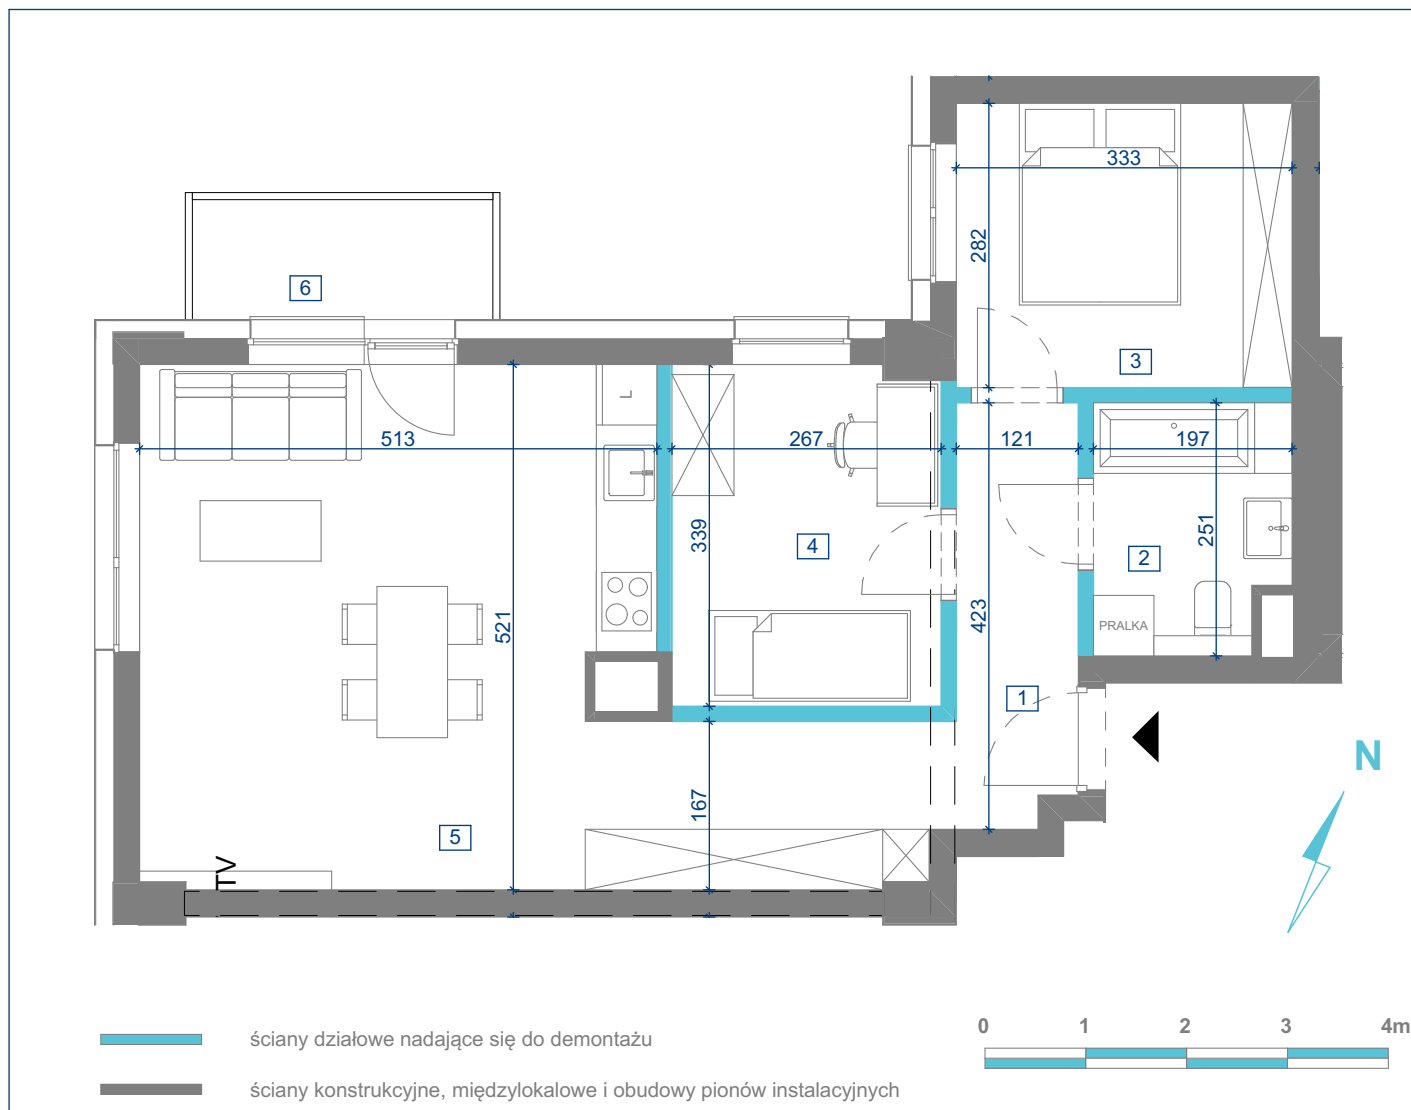 333
282
6
3
L
513
267
121
197
339
4
251
2
521
423
PRALKA
1
N
167
5
TV
0 1 2 3 4m
ściany działowe nadające się do demontażu
ściany konstrukcyjne, międzylokalowe i obudowy pionów instalacyjnych